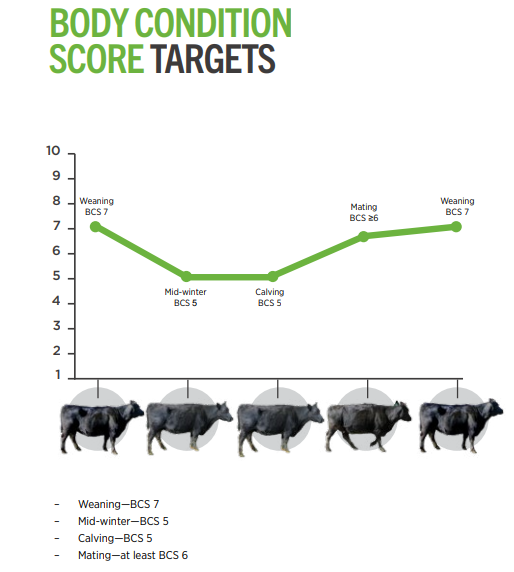 BODY CONDITION
SCORE TARGETS
10
9
8
7
6
5
4
3
2
1
Weaning
BCS 7
Mid-winter
BCS 5
Calving
BCS 5
Mating
BCS ≥6
Weaning
BCS 7
– Weaning—BCS 7
– Mid-winter—BCS 5
– Calving—BCS 5
– Mating—at least BCS 6